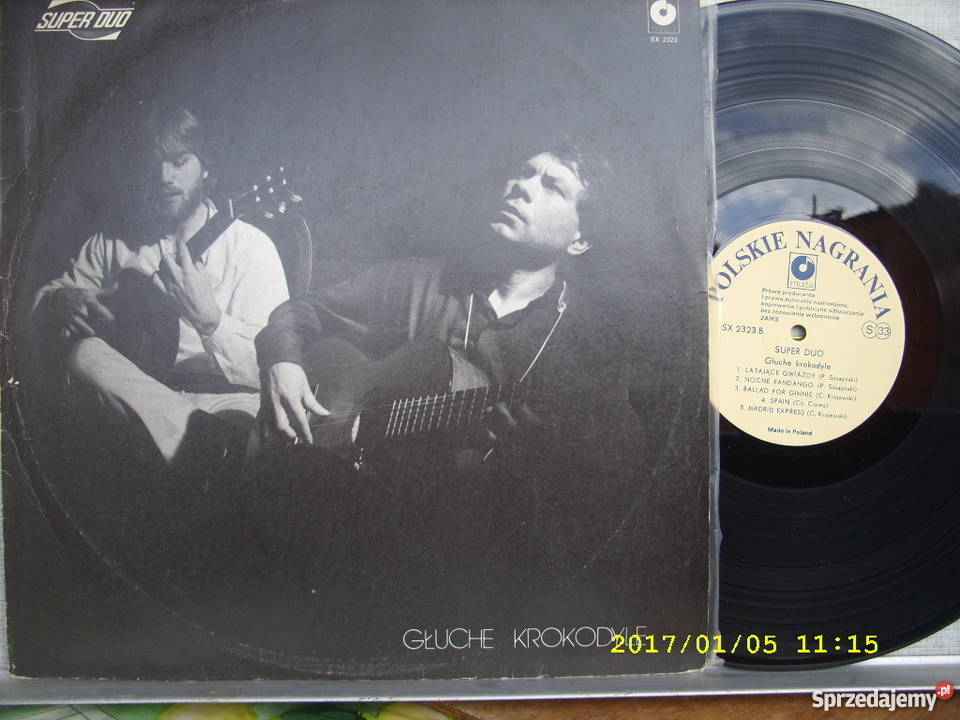 SUPER DUO
muza
SX 2323
POLSKIE NAGRANIA
muza
Prawa producenta
i prawa autorskie zastrzeżone,
kopiowanie i publiczne odtwarzanie
bez zezwolenia wzbronione
ZAIKS
SX 2323 B
S 33
SUPER DUO
Głuche krokodyle
1. LATAJĄCE GWIAZDY (P. Soszyński)
2. NOCNE FANDANGO (P. Soszyński)
3. BALLAD FOR GINNIE (C. Krajewski)
4. SPAIN (Ch. Corea)
5. MADRID EXPRESS (C. Krajewski)
Made in Poland
GŁUCHE KROKODYLE
2017/01/05 11:15
Sprzedajemy.pl